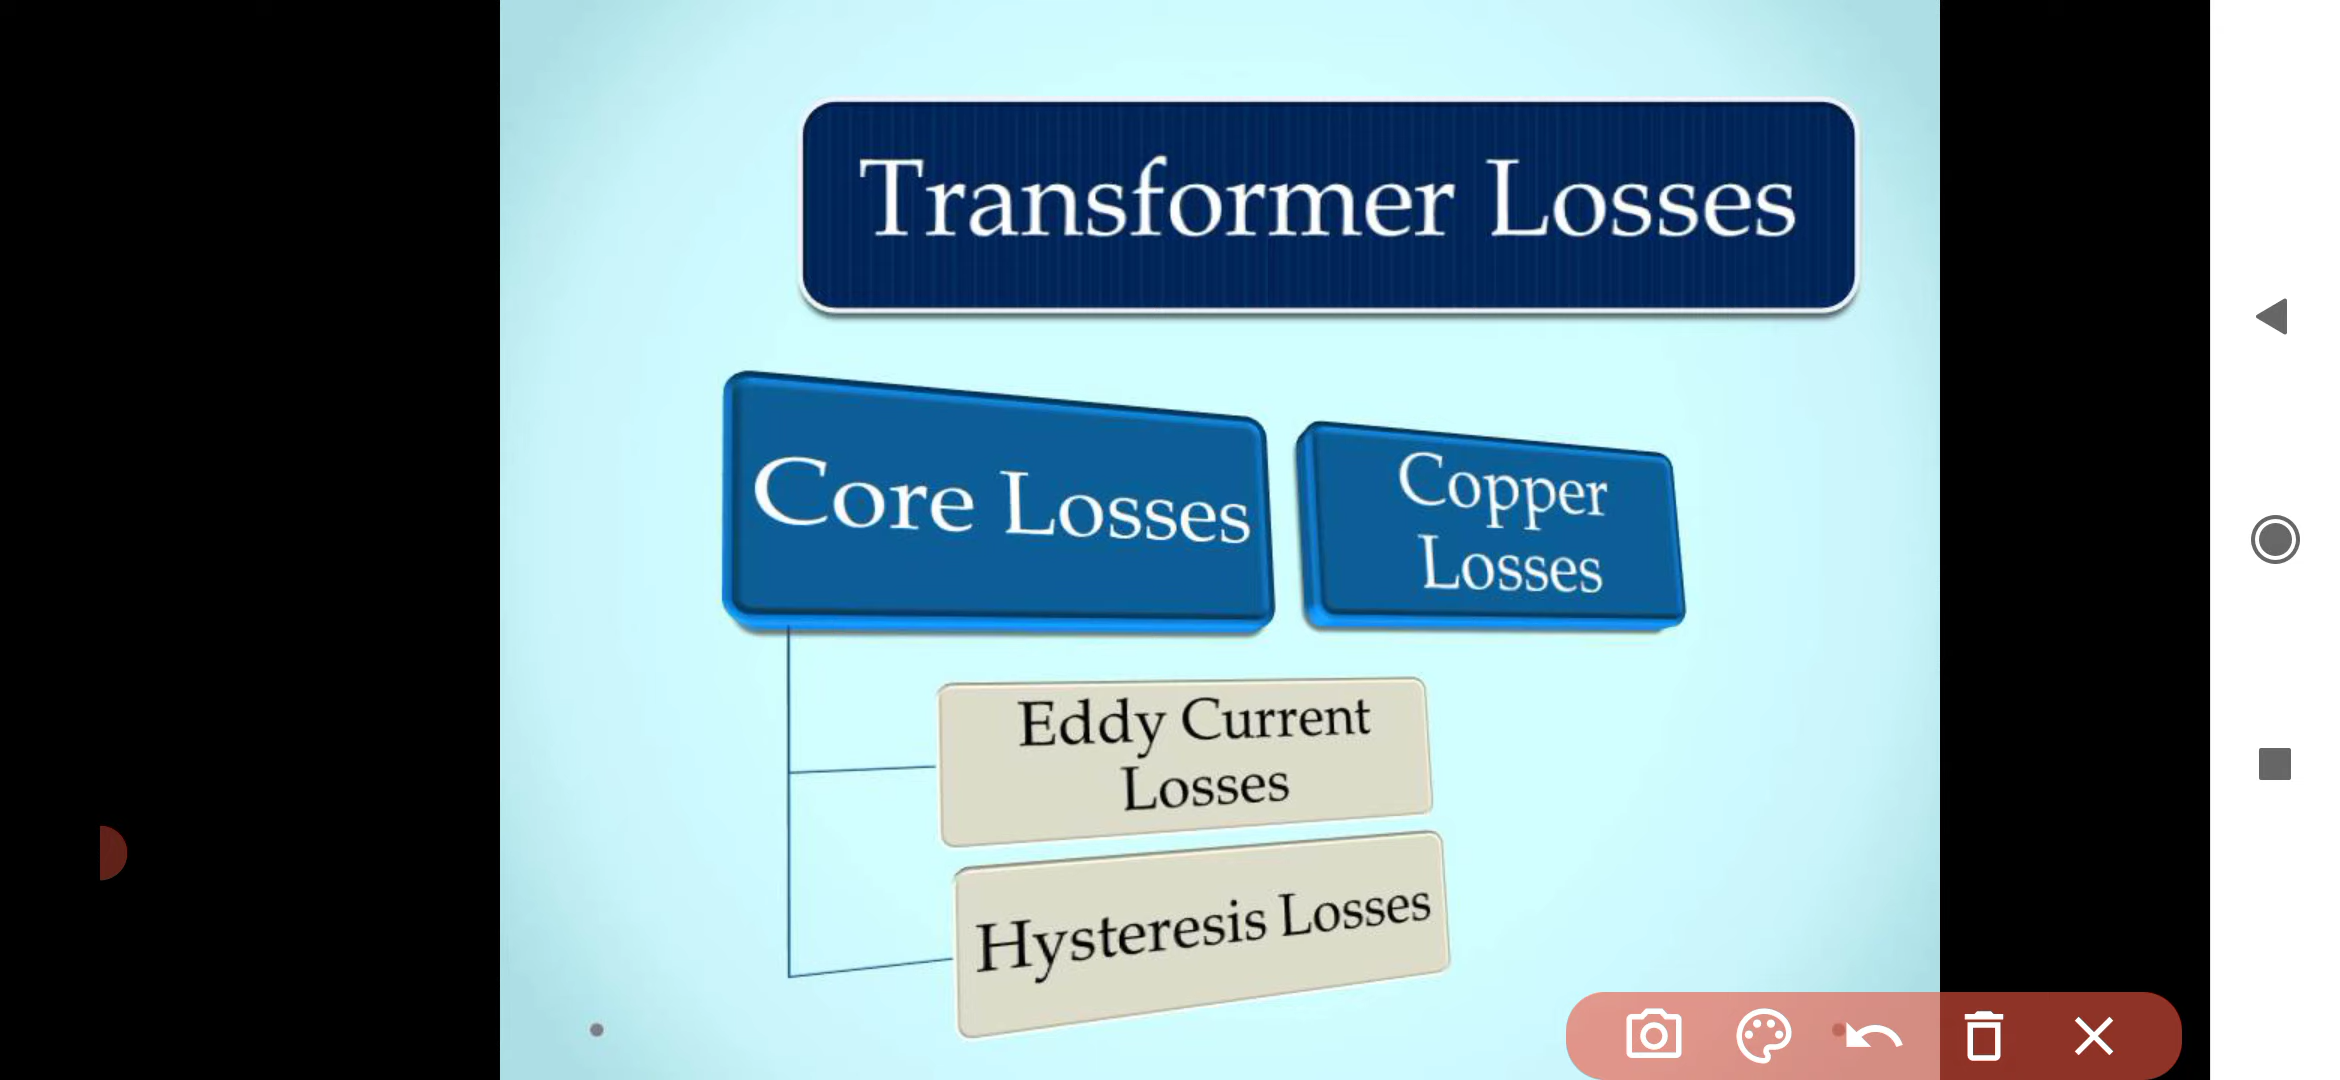 Transformer Losses
Core Losses
Copper
Losses
Eddy Current
Losses
Hysteresis Losses